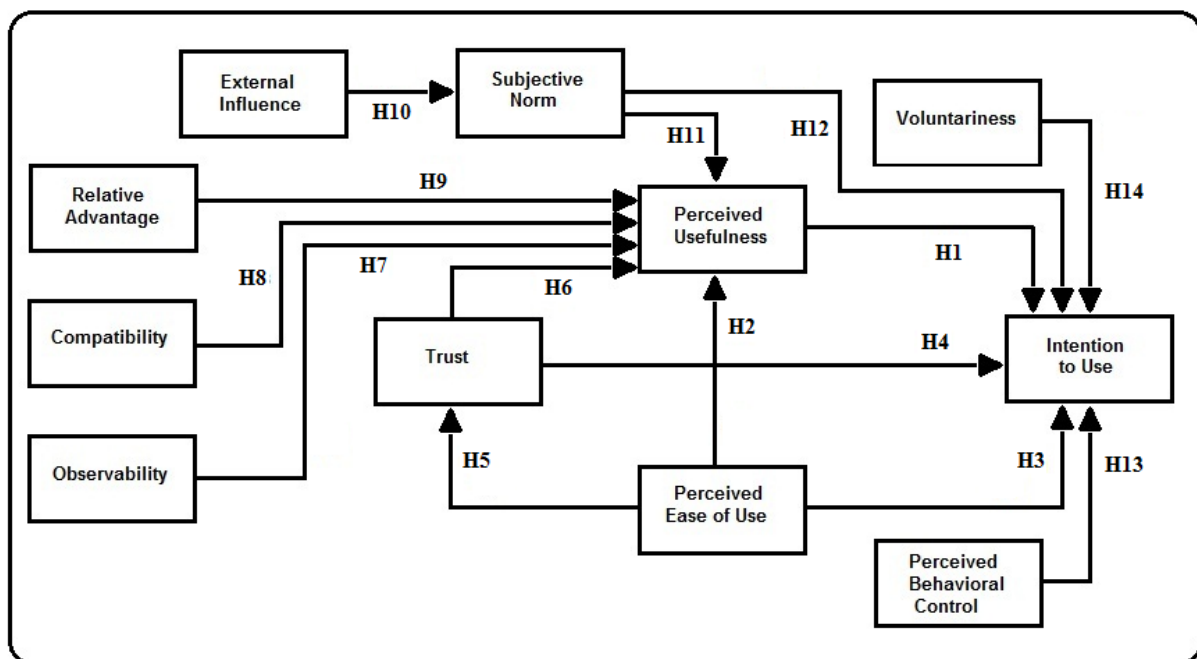 External
Influence
H10
Subjective
Norm
H11
H12
Voluntariness
H14
Relative
Advantage
H9
Perceived
Usefulness
H1
H8
H7
H6
Compatibility
Trust
H2
H4
Intention
to Use
Observability
H5
Perceived
Ease of Use
H3
H13
Perceived
Behavioral
Control